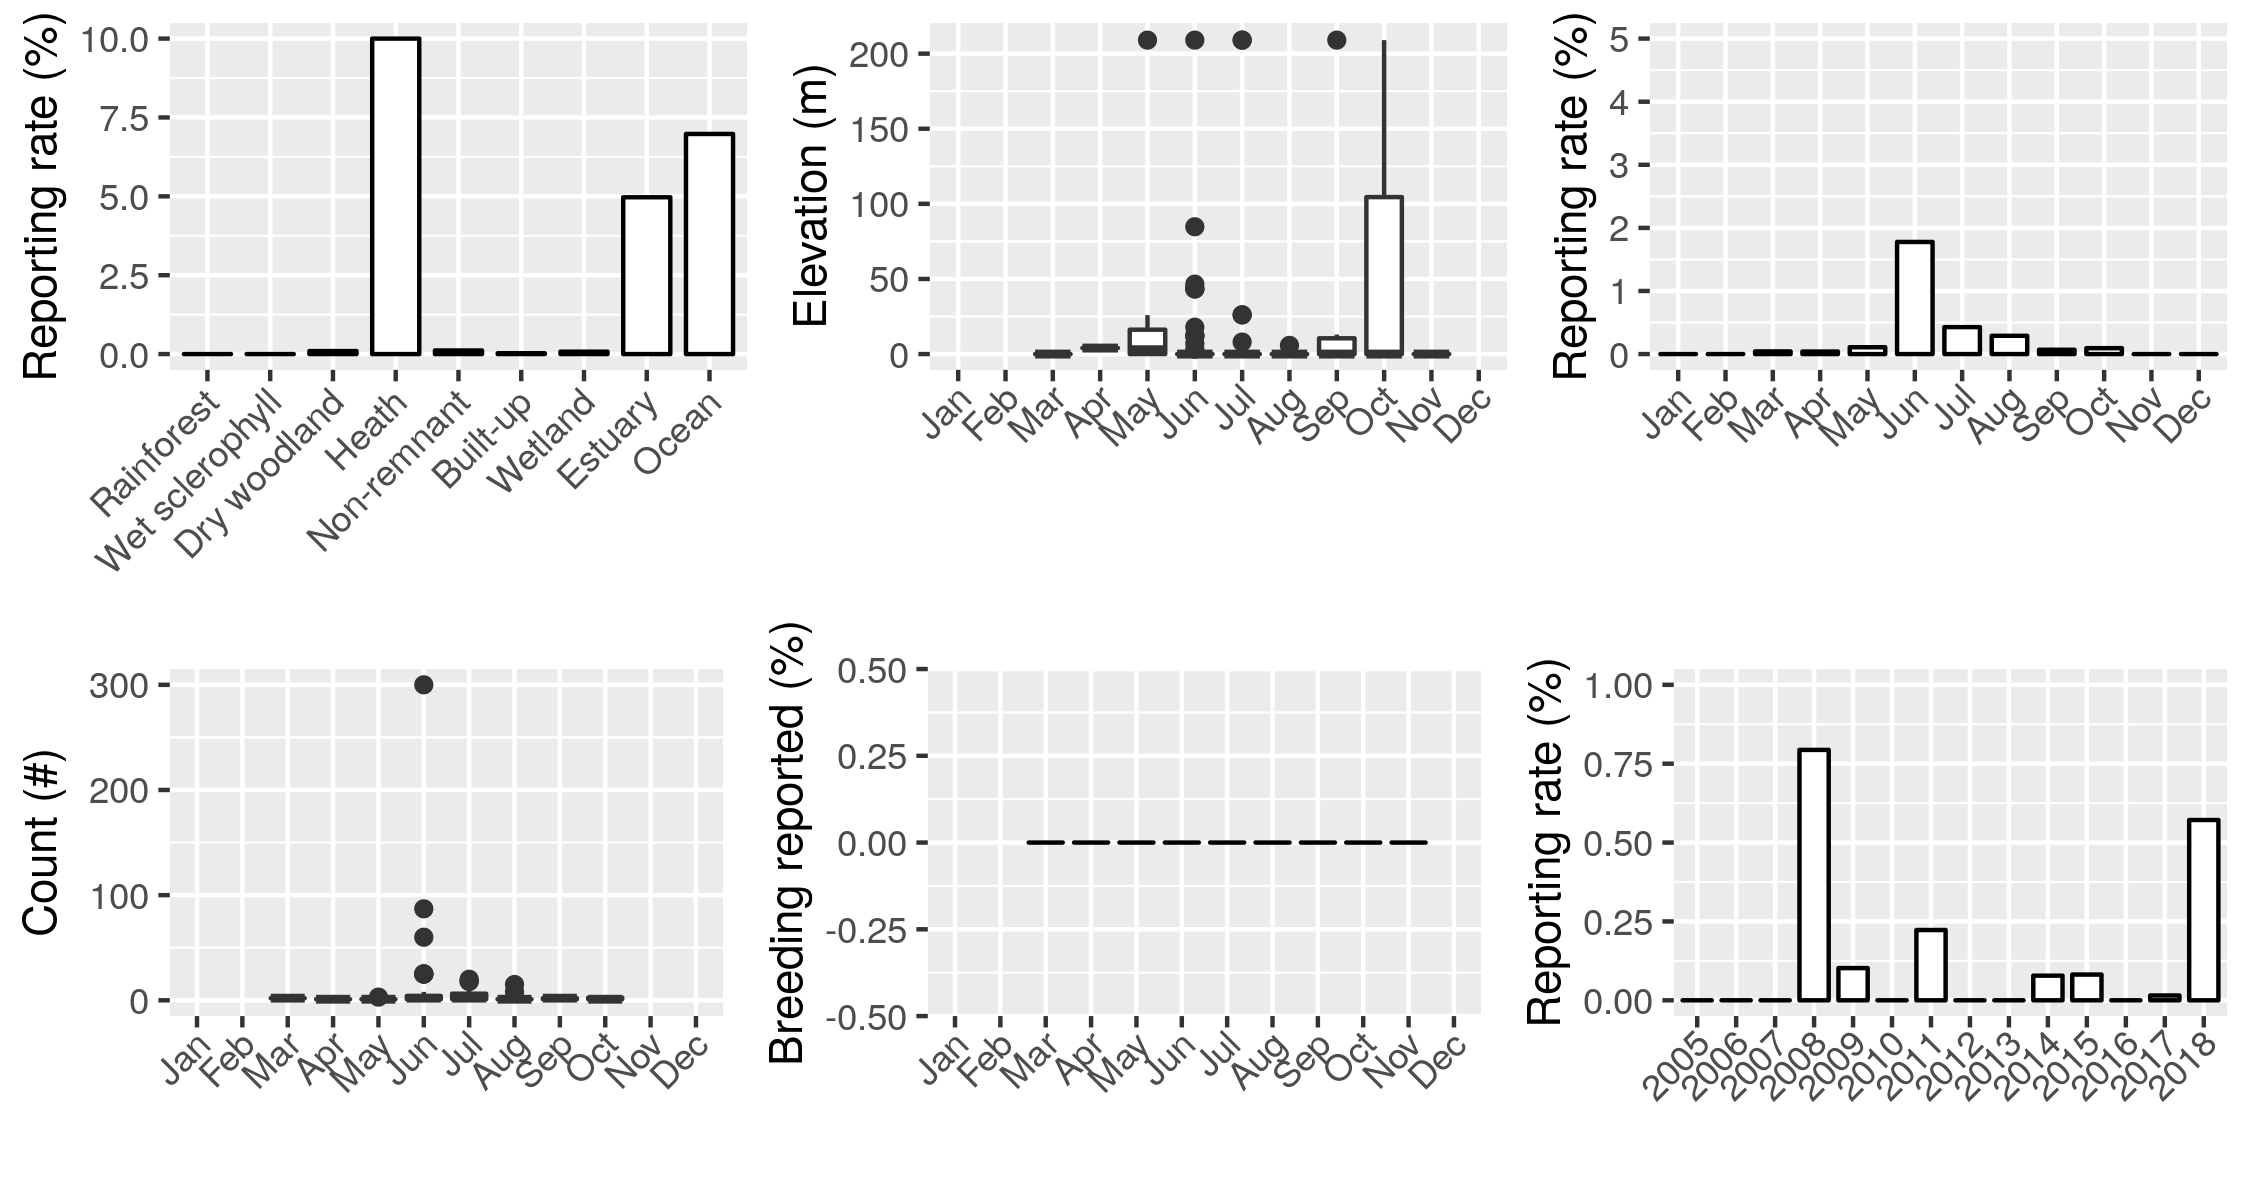 Reporting rate (%)
10.0
7.5
5.0
2.5
0.0
Rainforest
Wet sclerophyll
Dry woodland
Heath
Non-remnant
Built-up
Wetland
Estuary
Ocean
Elevation (m)
200
150
100
50
0
Jan
Feb
Mar
Apr
May
Jun
Jul
Aug
Sep
Oct
Nov
Dec
Reporting rate (%)
5
4
3
2
1
0
Jan
Feb
Mar
Apr
May
Jun
Jul
Aug
Sep
Oct
Nov
Dec
Count (#)
300
200
100
0
Jan
Feb
Mar
Apr
May
Jun
Jul
Aug
Sep
Oct
Nov
Dec
Breeding reported (%)
0.50
0.25
0.00
-0.25
-0.50
Jan
Feb
Mar
Apr
May
Jun
Jul
Aug
Sep
Oct
Nov
Dec
Reporting rate (%)
1.00
0.75
0.50
0.25
0.00
2005
2006
2007
2008
2009
2010
2011
2012
2013
2014
2015
2016
2017
2018